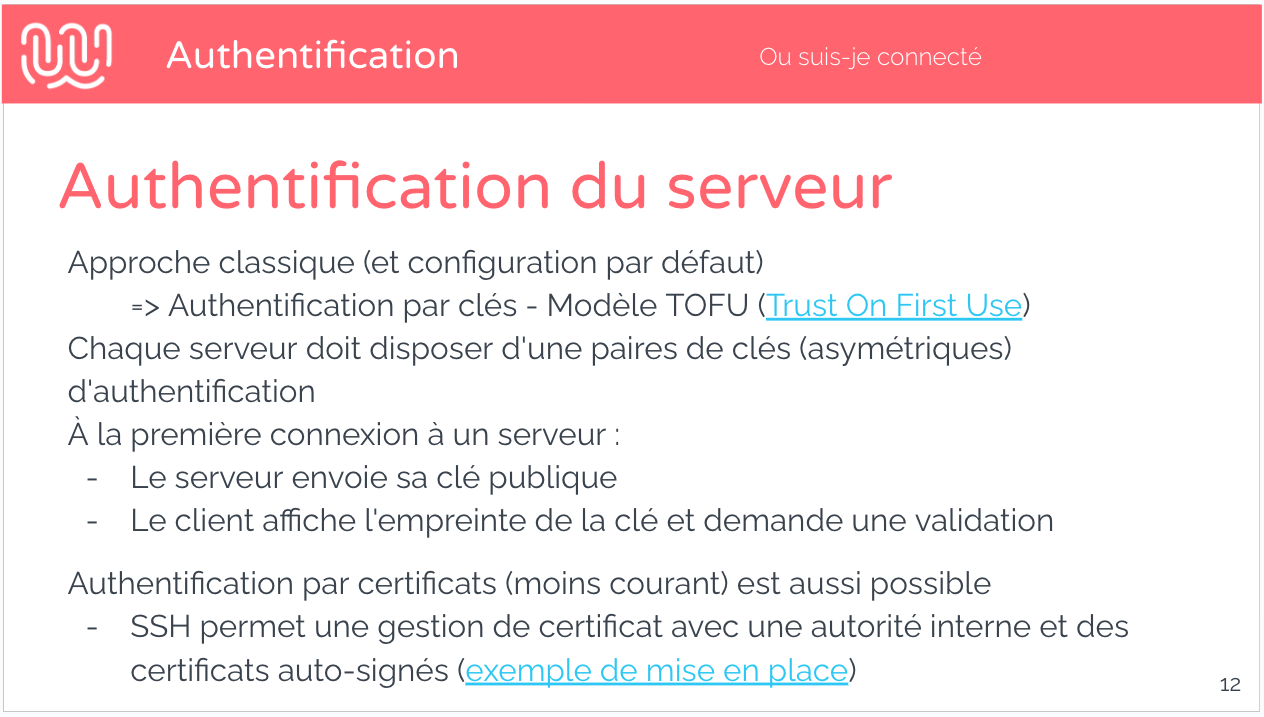 Authentification
Ou suis-je connecté
Authentification du serveur
Approche classique (et configuration par défaut)
=> Authentification par clés - Modèle TOFU (Trust On First Use)
Chaque serveur doit disposer d'une paires de clés (asymétriques)
d'authentification
À la première connexion à un serveur :
- Le serveur envoie sa clé publique
- Le client affiche l'empreinte de la clé et demande une validation
Authentification par certificats (moins courant) est aussi possible
- SSH permet une gestion de certificat avec une autorité interne et des
certificats auto-signés (exemple de mise en place)
12